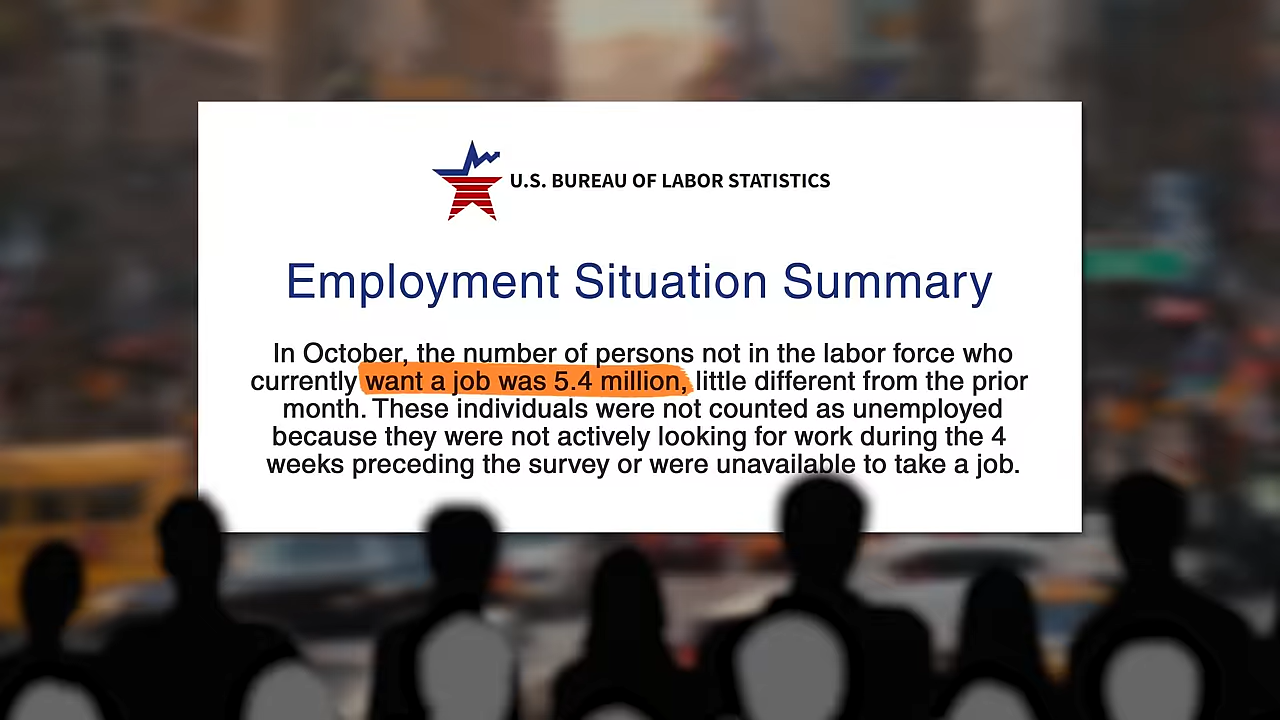 U.S. BUREAU OF LABOR STATISTICS
Employment Situation Summary
In October, the number of persons not in the labor force who
currently want a job was 5.4 million, little different from the prior
month. These individuals were not counted as unemployed
because they were not actively looking for work during the 4
weeks preceding the survey or were unavailable to take a job.